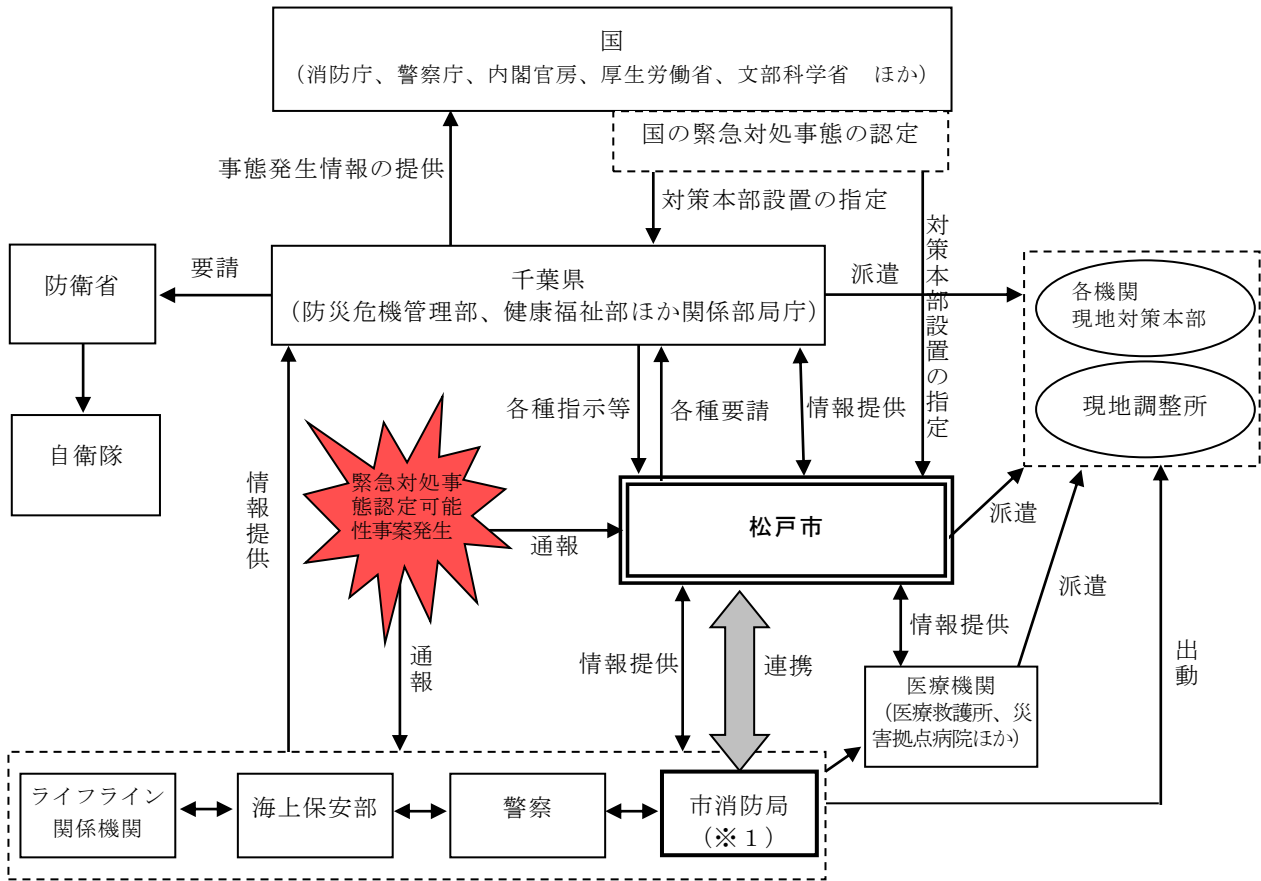 国
（消防庁、警察庁、内閣官房、厚生労働省、文部科学省　ほか）
国の緊急対処事態の認定
事態発生情報の提供
対策本部設置の指定
対策本部設置の指定
防衛省
要請
千葉県
（防災危機管理部、健康福祉部ほか関係部局庁）
派遣
各機関
現地対策本部
現地調整所
自衛隊
各種指示等
各種要請
情報提供
情報提供
緊急対処事
態認定可能
性事案発生
通報
松戸市
派遣
派遣
通報
情報提供
連携
情報提供
出動
医療機関
（医療救護所、災
害拠点病院ほか）
ライフライン
関係機関
海上保安部
警察
市消防局
（※１）